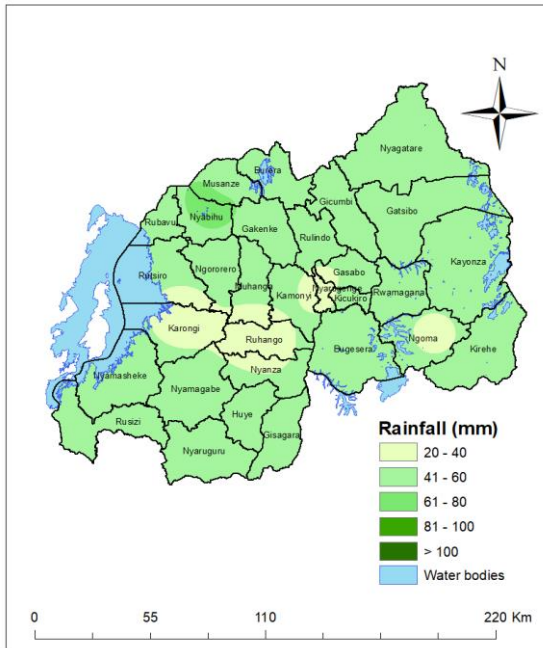 N
Nyagatare
Burera
Musanze
Gicumbi
Gatsibo
Nyabihu
Rubavu
Gakenke
Rulindo
Kayonza
Gasabo
Ngororero
Rutsiro
Nyarugenge
Muhanga
Rwamagana
Kamonyi
Kicukiro
Karongi
Ruhango
Ngoma
Bugesera
Kirehe
Nyanza
Nyamasheke
Nyamagabe
Huye
Rusizi
Gisagara
Nyaruguru
Rainfall (mm)
20 - 40
41 - 60
61 - 80
81 - 100
> 100
Water bodies
0 55 110 220 Km